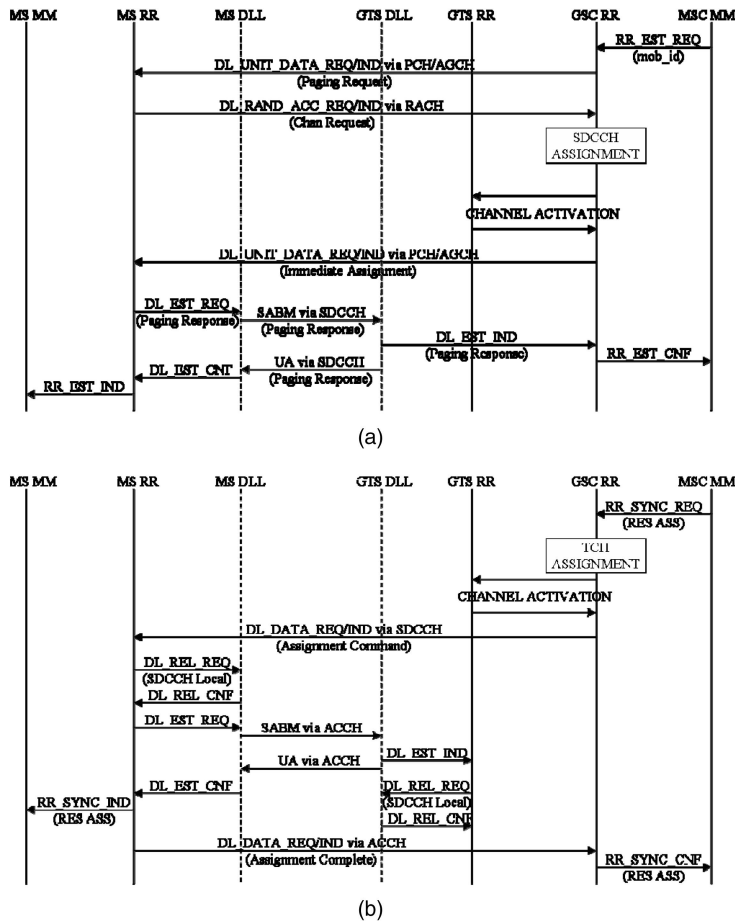 MS MM MS RR MS DLL GTS DLL GTS RR GSC RR MSC MM
RR_EST_REQ
(mob_id)
DL_UNIT_DATA_REQ/IND via PCH/AGCH
(Paging Request)
DL_RAND_ACC_REQ/IND via RACH
(Chan Request)
SDCCH
ASSIGNMENT
CHANNEL ACTIVATION
DL_UNIT_DATA_REQ/IND via PCH/AGCH
(Immediate Assignment)
DL_EST_REQ
(Paging Response)
SABM via SDCCH
(Paging Response)
DL_EST_IND
(Paging Response)
RR_EST_CNF
UA via SDCCH
(Paging Response)
DL_EST_CNF
RR_EST_IND
(a)
MS MM MS RR MS DLL GTS DLL GTS RR GSC RR MSC MM
RR_SYNC_REQ
(RES ASS)
TCH
ASSIGNMENT
CHANNEL ACTIVATION
DL_DATA_REQ/IND via SDCCH
(Assignment Command)
DL_REL_REQ
(SDCCH Local)
DL_REL_CNF
DL_EST_REQ
SABM via ACCH
DL_EST_IND
UA via ACCH
DL_EST_CNF
DL_REL_REQ
(SDCCH Local)
RR_SYNC_IND
(RES ASS)
DL_REL_CNF
DL_DATA_REQ/IND via ACCH
(Assignment Complete)
RR_SYNC_CNF
(RES ASS)
(b)